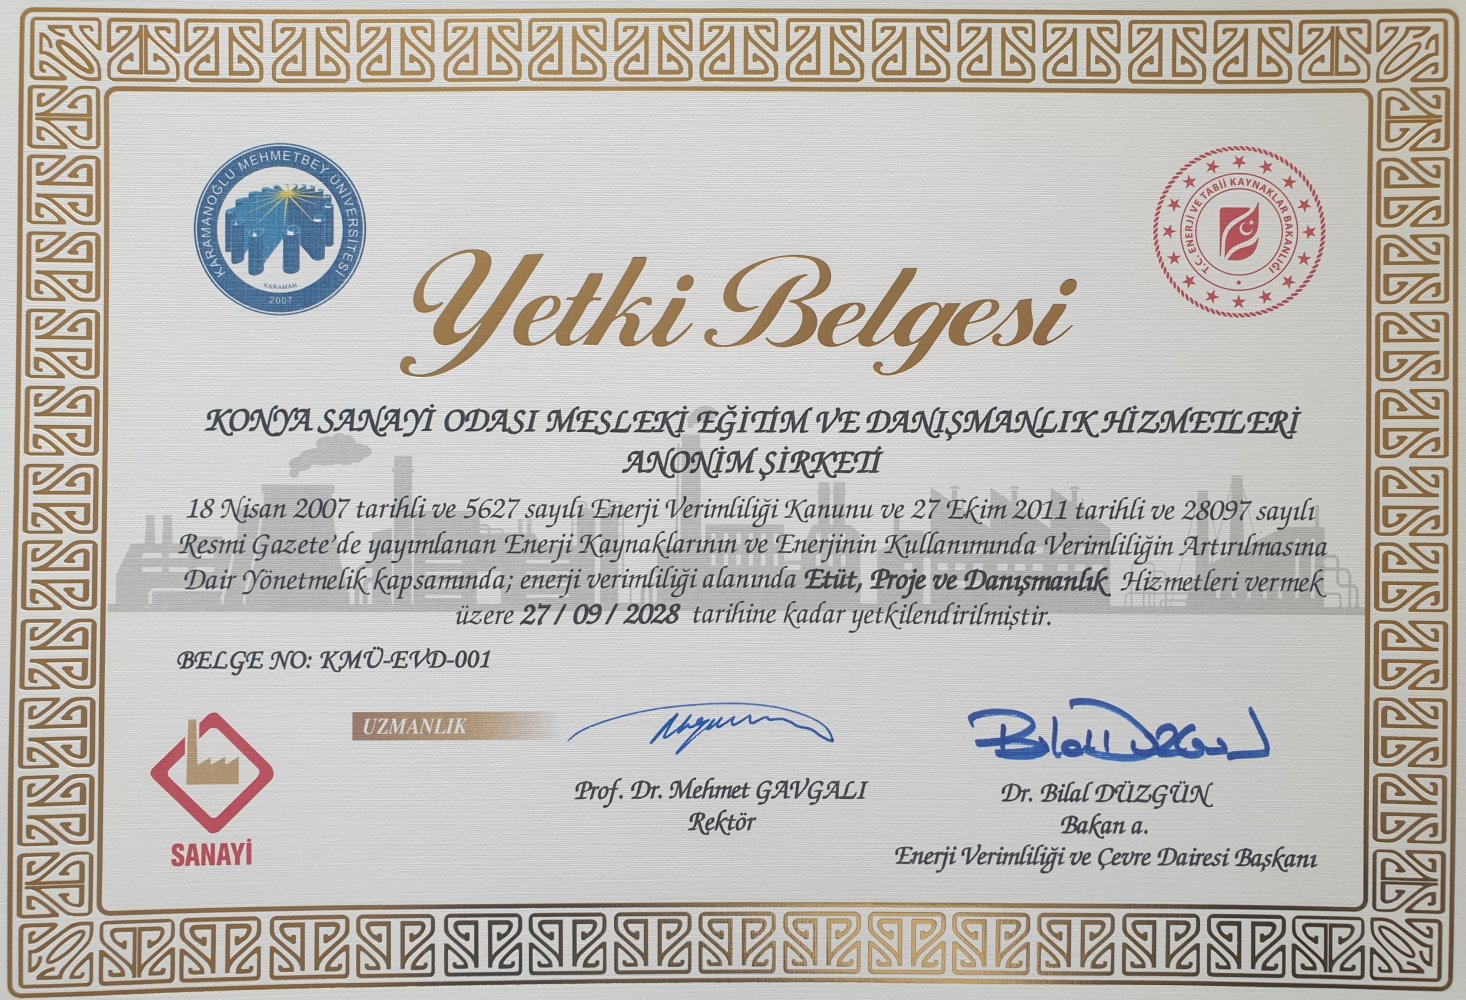 KARAMANOĞLU MEHMETBEY ÜNİVERSİTESİ
KARAMAN
2007
T.C. ENERJİ VE TABİİ KAYNAKLAR BAKANLIĞI
Yetki Belgesi
KONYA SANAYİ ODASI MESLEKİ EĞİTİM VE DANIŞMANLIK HİZMETLERİ
ANONİM ŞİRKETİ
18 Nisan 2007 tarihli ve 5627 sayılı Enerji Verimliliği Kanunu ve 27 Ekim 2011 tarihli ve 28097 sayılı
Resmi Gazete'de yayımlanan Enerji Kaynaklarının ve Enerjinin Kullanımında Verimliliğin Artırılmasına
Dair Yönetmelik kapsamında; enerji verimliliği alanında Etüt, Proje ve Danışmanlık Hizmetleri vermek
üzere 27 / 09 / 2028 tarihine kadar yetkilendirilmiştir.
BELGE NO: KMÜ-EVD-001
UZMANLIK
SANAYİ
Prof. Dr. Mehmet GAVGALI
Rektör
Bilal Düzgün
Dr. Bilal DÜZGÜN
Bakan a.
Enerji Verimliliği ve Çevre Dairesi Başkanı